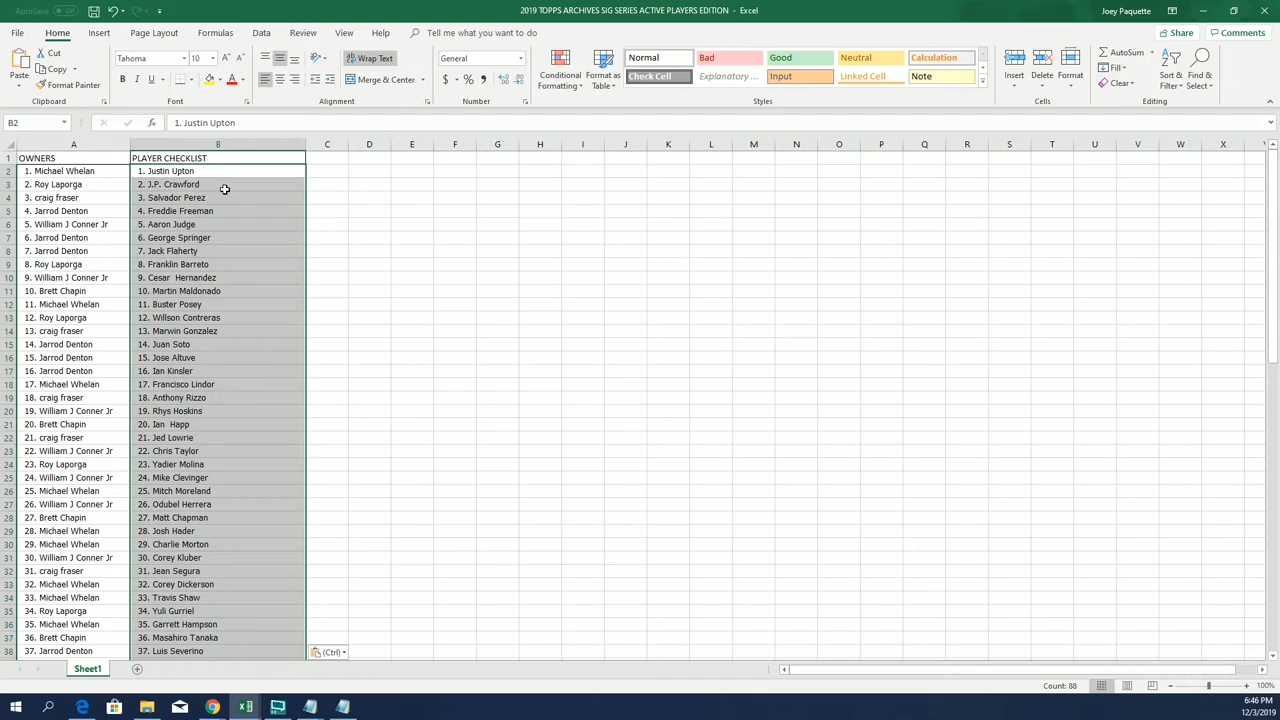 AutoSave Off 2019 TOPPS ARCHIVES SIG SERIES ACTIVE PLAYERS EDITION - Excel Joey Paquette
File Home Insert Page Layout Formulas Data Review View Help Tell me what you want to do Share Comments
Paste Cut Copy Format Painter Clipboard
Tahoma 10 B I U Font
Wrap Text Merge & Center Alignment
General $ % Number
Conditional Formatting Format as Table
Normal Bad Good Neutral Calculation
Check Cell Explanatory ... Input Linked Cell Note
Styles
Insert Delete Format Cells
AutoSum Fill Clear Sort & Filter Find & Select Editing
B2 fx 1. Justin Upton
A B C D E F G H I J K L M N O P Q R S T U V W X
1 OWNERS PLAYER CHECKLIST
2 1. Michael Whelan 1. Justin Upton
3 2. Roy Laporga 2. J.P. Crawford
4 3. craig fraser 3. Salvador Perez
5 4. Jarrod Denton 4. Freddie Freeman
6 5. William J Conner Jr 5. Aaron Judge
7 6. Jarrod Denton 6. George Springer
8 7. Jarrod Denton 7. Jack Flaherty
9 8. Roy Laporga 8. Franklin Barreto
10 9. William J Conner Jr 9. Cesar  Hernandez
11 10. Brett Chapin 10. Martin Maldonado
12 11. Michael Whelan 11. Buster Posey
13 12. Roy Laporga 12. Willson Contreras
14 13. craig fraser 13. Marwin Gonzalez
15 14. Jarrod Denton 14. Juan Soto
16 15. Jarrod Denton 15. Jose Altuve
17 16. Jarrod Denton 16. Ian Kinsler
18 17. Michael Whelan 17. Francisco Lindor
19 18. craig fraser 18. Anthony Rizzo
20 19. William J Conner Jr 19. Rhys Hoskins
21 20. Brett Chapin 20. Ian  Happ
22 21. craig fraser 21. Jed Lowrie
23 22. William J Conner Jr 22. Chris Taylor
24 23. Roy Laporga 23. Yadier Molina
25 24. William J Conner Jr 24. Mike Clevinger
26 25. Michael Whelan 25. Mitch Moreland
27 26. William J Conner Jr 26. Odubel Herrera
28 27. Brett Chapin 27. Matt Chapman
29 28. Michael Whelan 28. Josh Hader
30 29. Michael Whelan 29. Charlie Morton
31 30. William J Conner Jr 30. Corey Kluber
32 31. craig fraser 31. Jean Segura
33 32. Michael Whelan 32. Corey Dickerson
34 33. Michael Whelan 33. Travis Shaw
35 34. Roy Laporga 34. Yuli Gurriel
36 35. Michael Whelan 35. Garrett Hampson
37 36. Brett Chapin 36. Masahiro Tanaka
38 37. Jarrod Denton 37. Luis Severino
(Ctrl)
Sheet1
Count: 88 100%
6:46 PM
12/3/2019